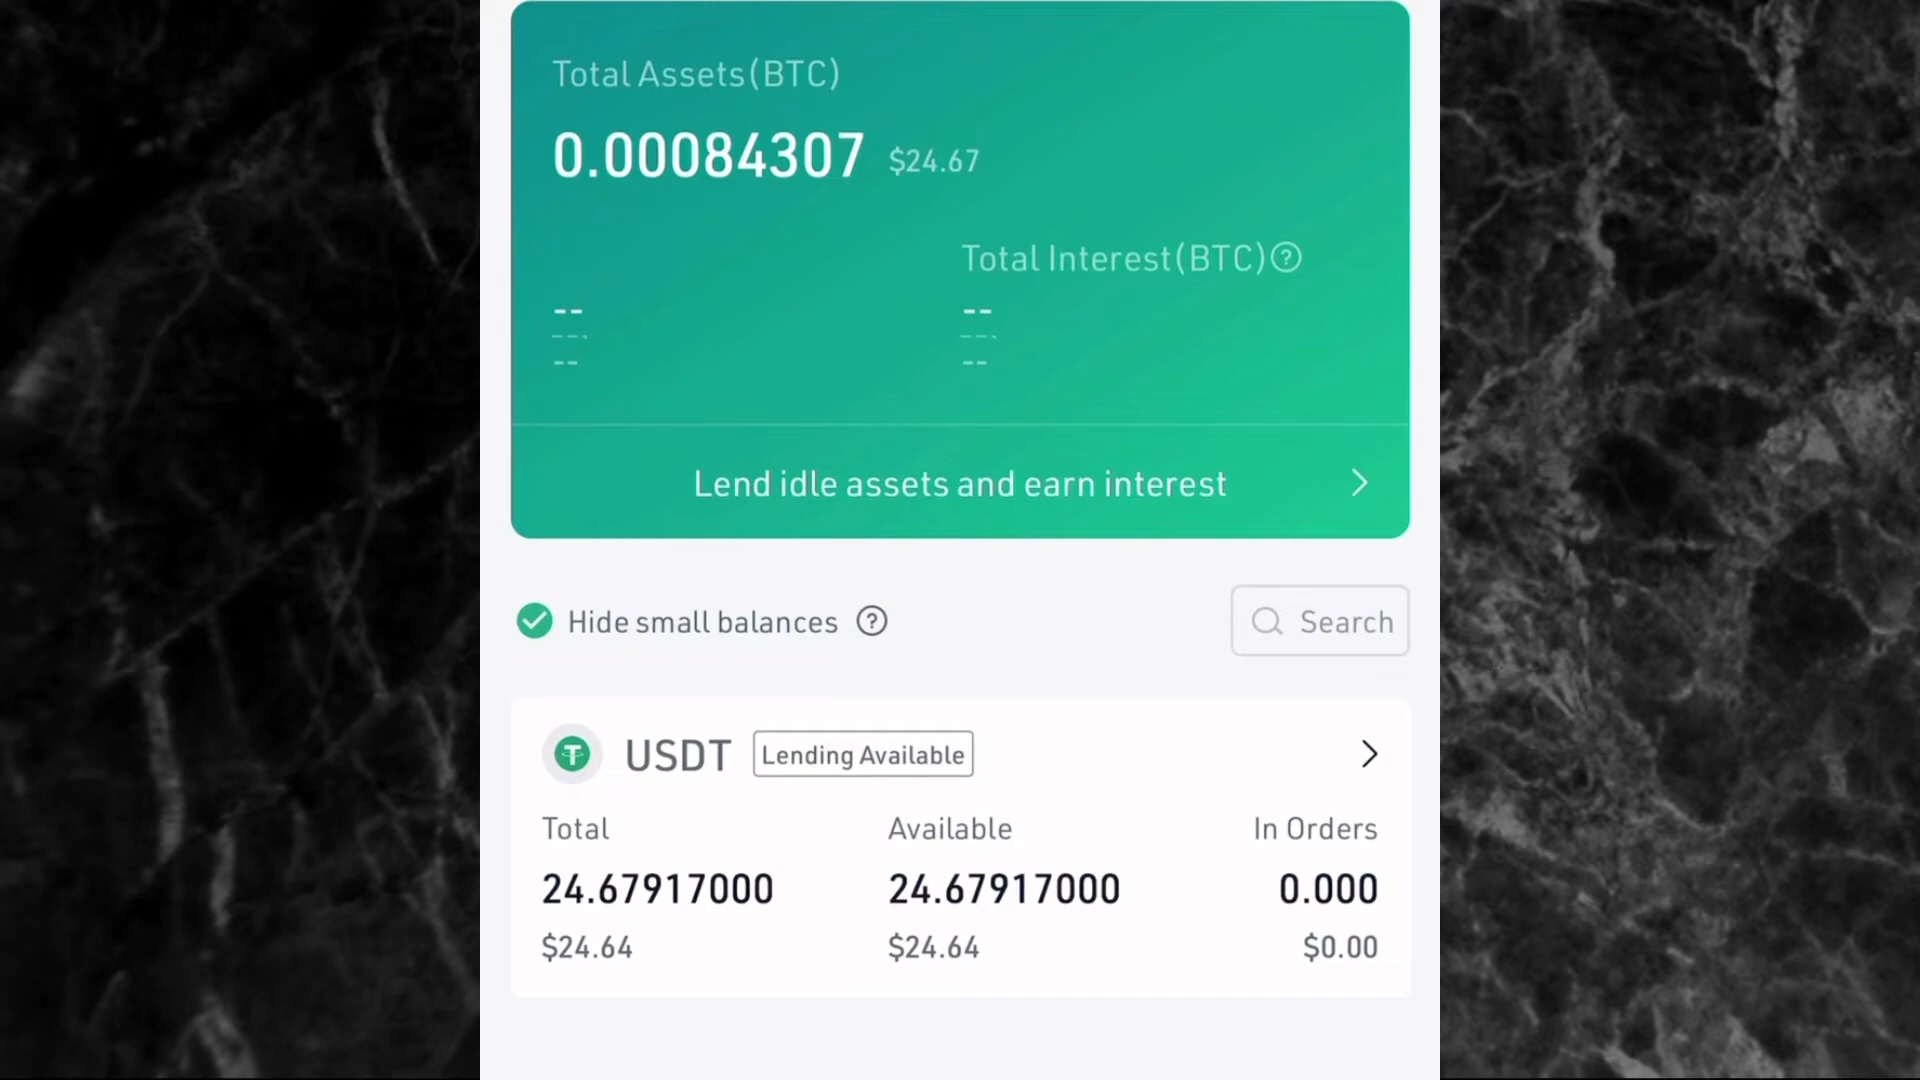 Total Assets(BTC)
0.00084307 $24.67
Total Interest(BTC)
-- --
-- --
Lend idle assets and earn interest
Hide small balances
Search
USDT Lending Available
Total Available In Orders
24.67917000 24.67917000 0.000
$24.64 $24.64 $0.00